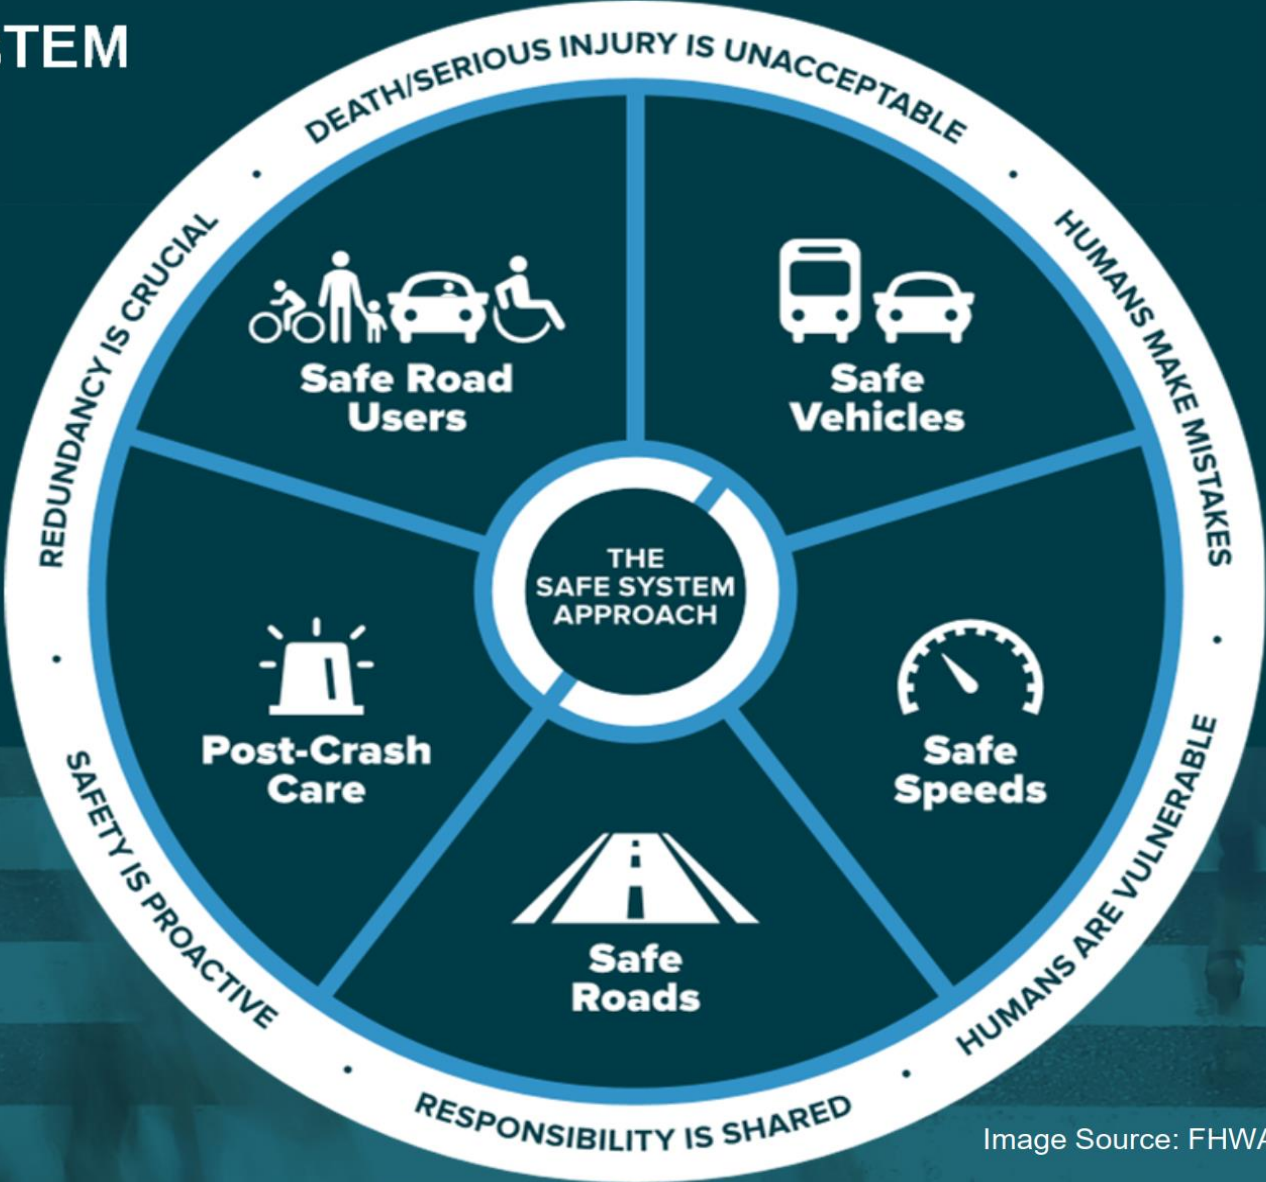 STEM
DEATH/SERIOUS INJURY IS UNACCEPTABLE
HUMANS MAKE MISTAKES
HUMANS ARE VULNERABLE
RESPONSIBILITY IS SHARED
SAFETY IS PROACTIVE
REDUNDANCY IS CRUCIAL
Safe Road
Users
Safe
Vehicles
THE
SAFE SYSTEM
APPROACH
Post-Crash
Care
Safe
Speeds
Safe
Roads
Image Source: FHWA